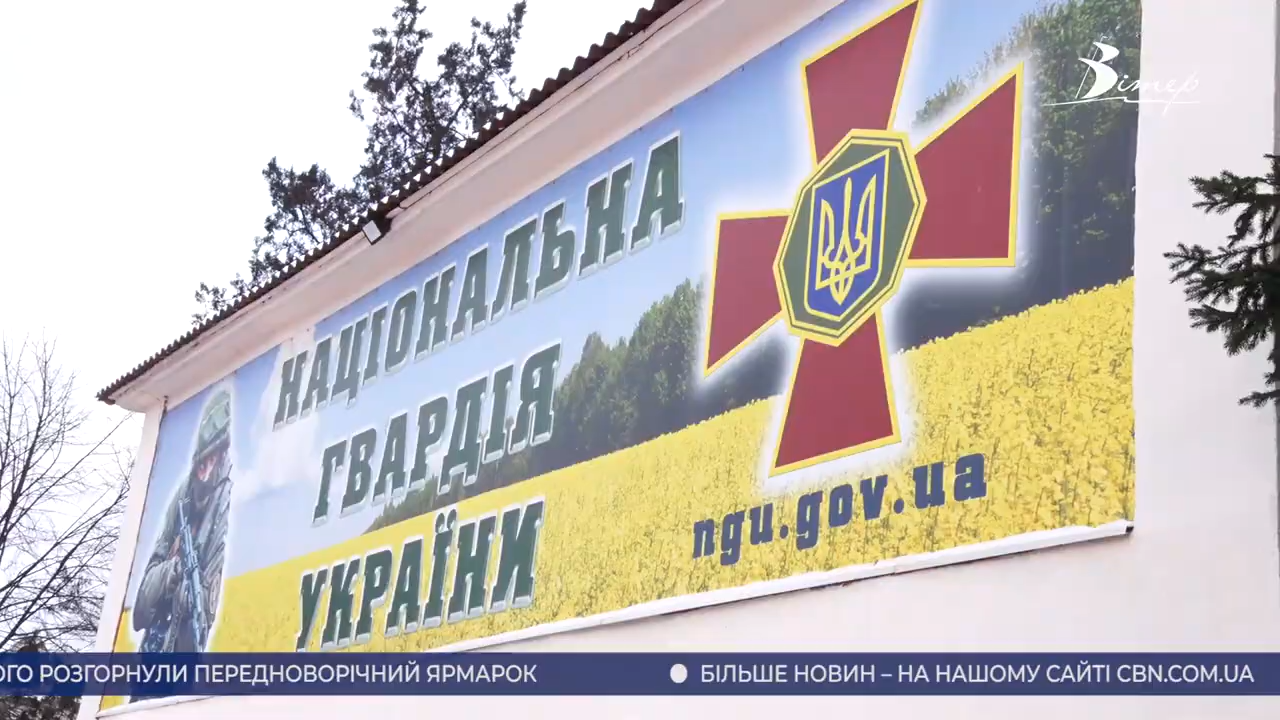 Вітер
НАЦІОНАЛЬНА
ГВАРДІЯ
УКРАЇНИ
ngu.gov.ua
ОГО РОЗГОРНУЛИ ПЕРЕДНОВОРІЧНИЙ ЯРМАРОК
БІЛЬШЕ НОВИН – НА НАШОМУ САЙТІ CBN.COM.UA